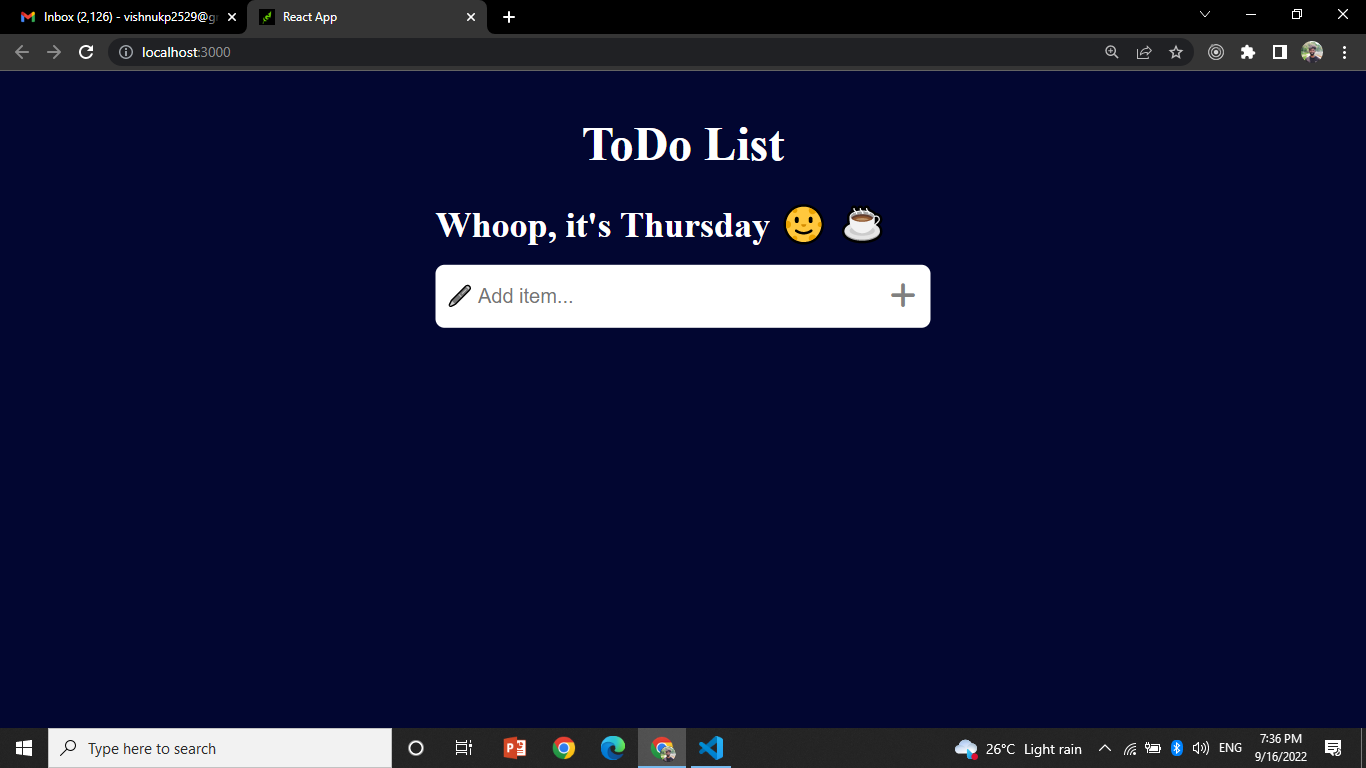 Inbox (2,126) - vishnukp2529@gr
React App
localhost:3000
ToDo List
Whoop, it's Thursday 🙂 ☕
Add item...
Type here to search
26°C Light rain
ENG
7:36 PM
9/16/2022